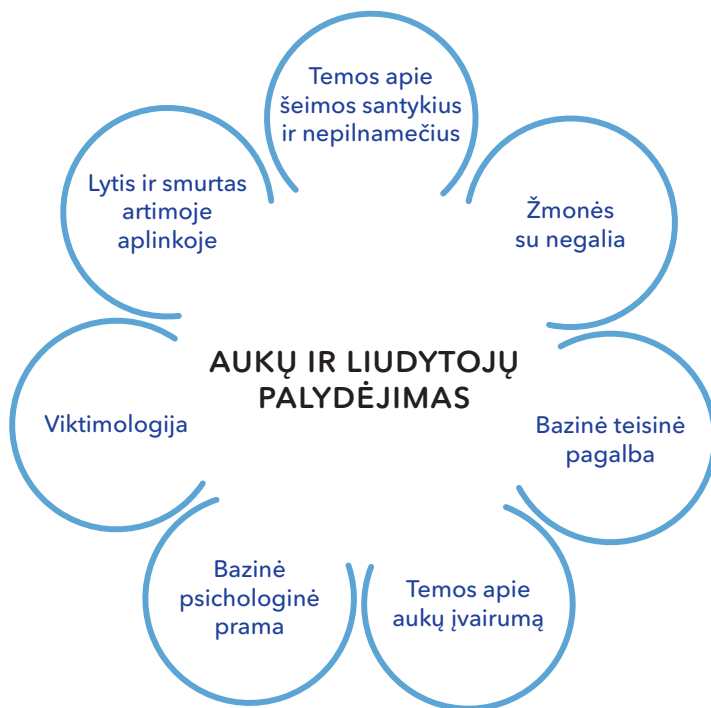 Temos apie
šeimos santykius
ir nepilnamečius
Lytis ir smurtas
artimoje
aplinkoje
Žmonės
su negalia
AUKŲ IR LIUDYTOJŲ
PALYDĖJIMAS
Viktimologija
Bazinė teisinė
pagalba
Bazinė
psichologinė
prama
Temos apie
aukų įvairumą